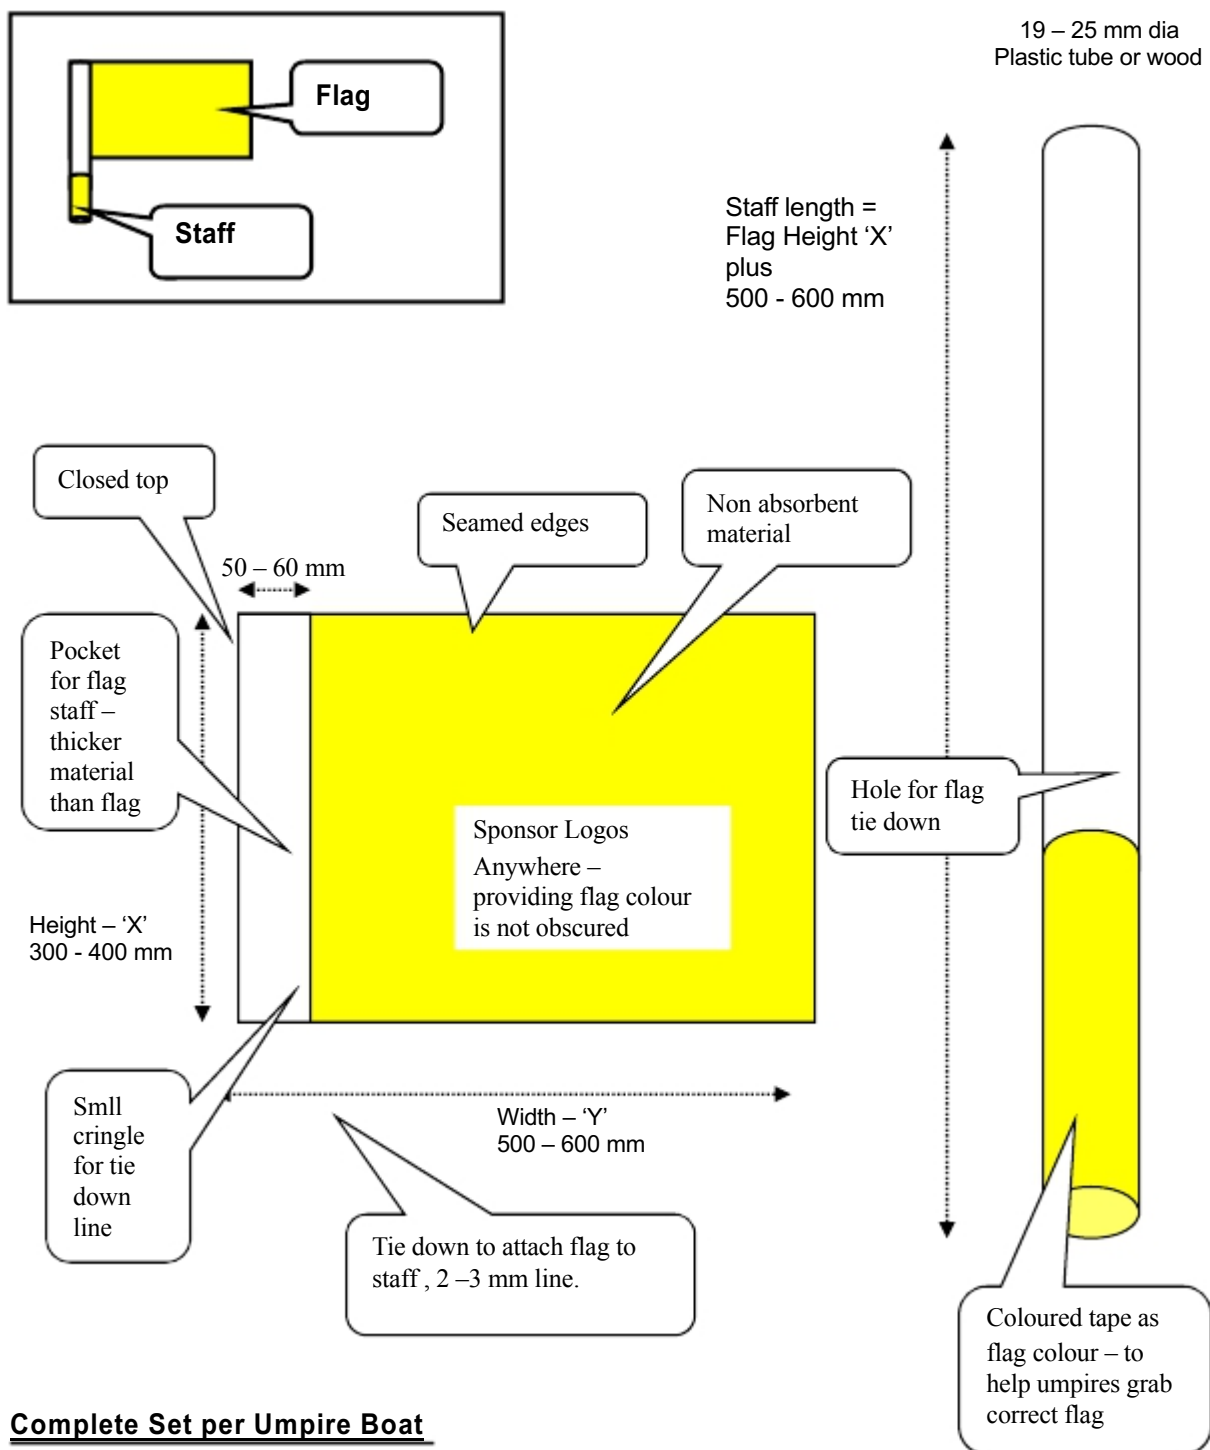 19 – 25 mm dia
Plastic tube or wood
Flag
Staff
Staff length =
Flag Height ‘X’
plus
500 - 600 mm
Closed top
Seamed edges
Non absorbent
material
50 – 60 mm
Pocket
for flag
staff –
thicker
material
than flag
Hole for flag
tie down
Sponsor Logos
Anywhere –
providing flag colour
is not obscured
Height – ‘X’
300 - 400 mm
Smll
cringle
for tie
down
line
Width – ‘Y’
500 – 600 mm
Tie down to attach flag to
staff , 2 –3 mm line.
Coloured tape as
flag colour – to
help umpires grab
correct flag
Complete Set per Umpire Boat